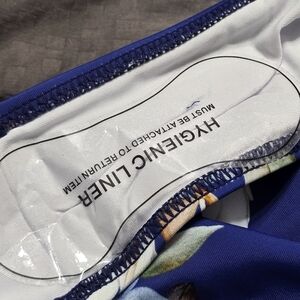 HYGIENIC LINER
MUST BE ATTACHED TO RETURN ITEM